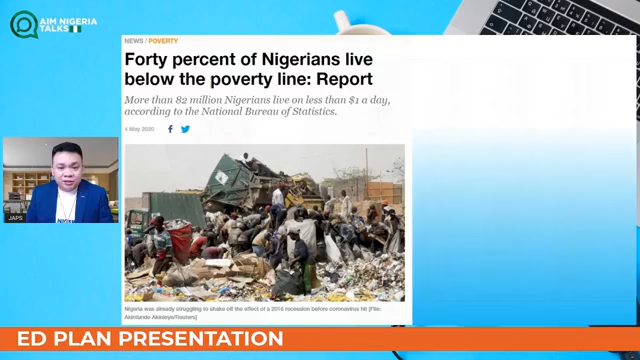 AIM NIGERIA
TALKS
NEWS / POVERTY
Forty percent of Nigerians live
below the poverty line: Report
More than 82 million Nigerians live on less than $1 a day,
according to the National Bureau of Statistics.
4 May 2020
Nigeria was already struggling to shake off the effect of a 2016 recession before coronavirus hit [File:
Akintunde Akinleye/Reuters]
JAPS
ED PLAN PRESENTATION